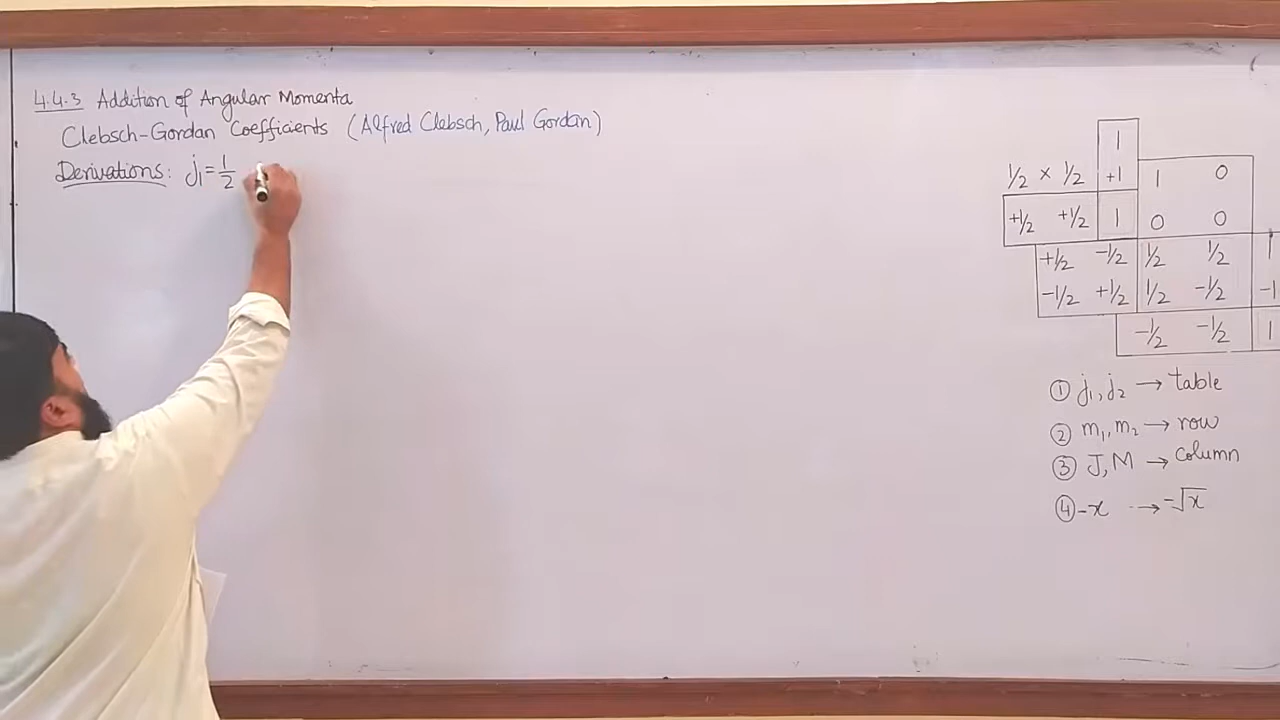 4.4.3 Addition of Angular Momenta
Clebsch-Gordan Coefficients (Alfred Clebsch, Paul Gordan)
Derivations: j₁ = 1/2
1
1/2 × 1/2 +1 1 0
+1/2 +1/2 1 0 0
+1/2 -1/2 1/2 1/2 1
-1/2 +1/2 1/2 -1/2 -1
-1/2 -1/2 1
① j₁, j₂ → table
② m₁, m₂ → row
③ J, M → column
④ -x → -√x